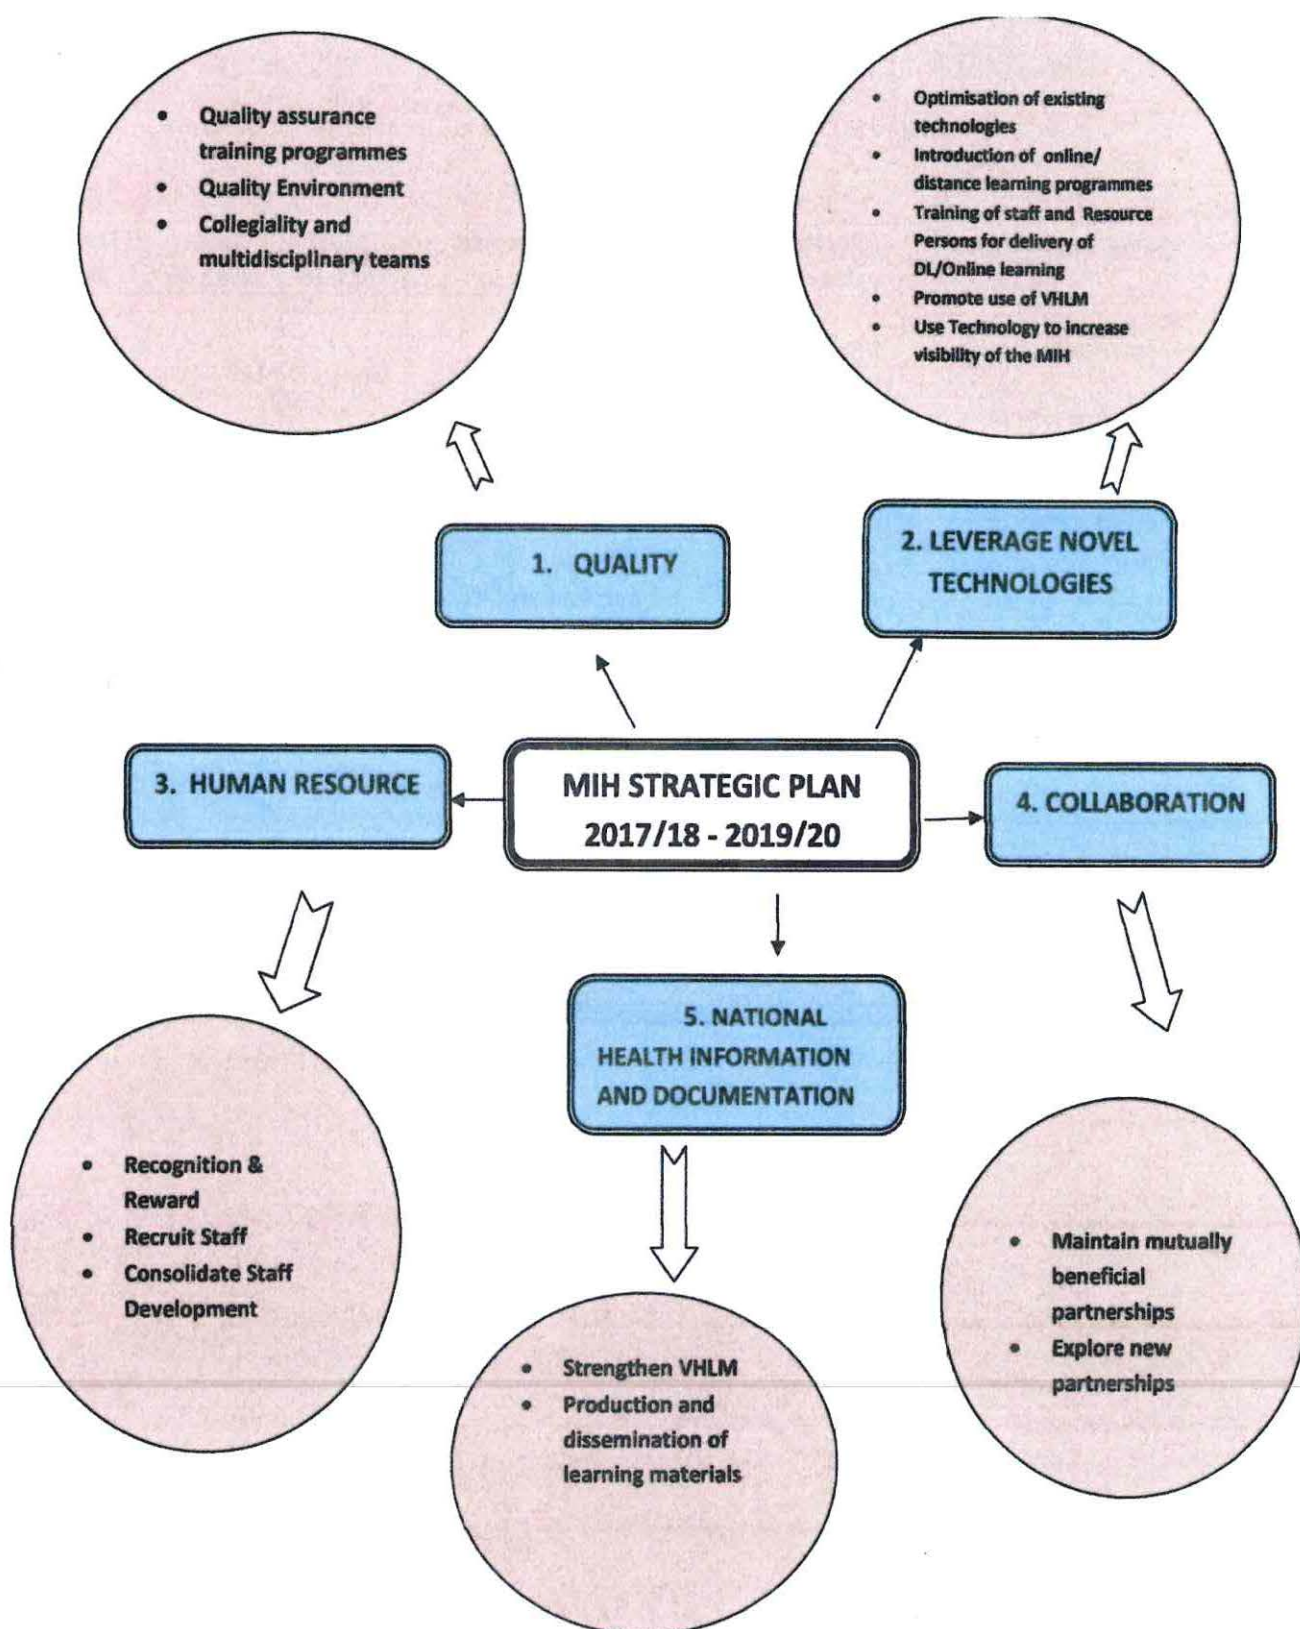 • Quality assurance
training programmes
• Quality Environment
• Collegiality and
multidisciplinary teams
• Optimisation of existing
technologies
• Introduction of online/
distance learning programmes
• Training of staff and Resource
Persons for delivery of
DL/Online learning
• Promote use of VHLM
• Use Technology to increase
visibility of the MIH
1. QUALITY
2. LEVERAGE NOVEL
TECHNOLOGIES
3. HUMAN RESOURCE
MIH STRATEGIC PLAN
2017/18 - 2019/20
4. COLLABORATION
5. NATIONAL
HEALTH INFORMATION
AND DOCUMENTATION
• Recognition &
Reward
• Recruit Staff
• Consolidate Staff
Development
• Strengthen VHLM
• Production and
dissemination of
learning materials
• Maintain mutually
beneficial
partnerships
• Explore new
partnerships